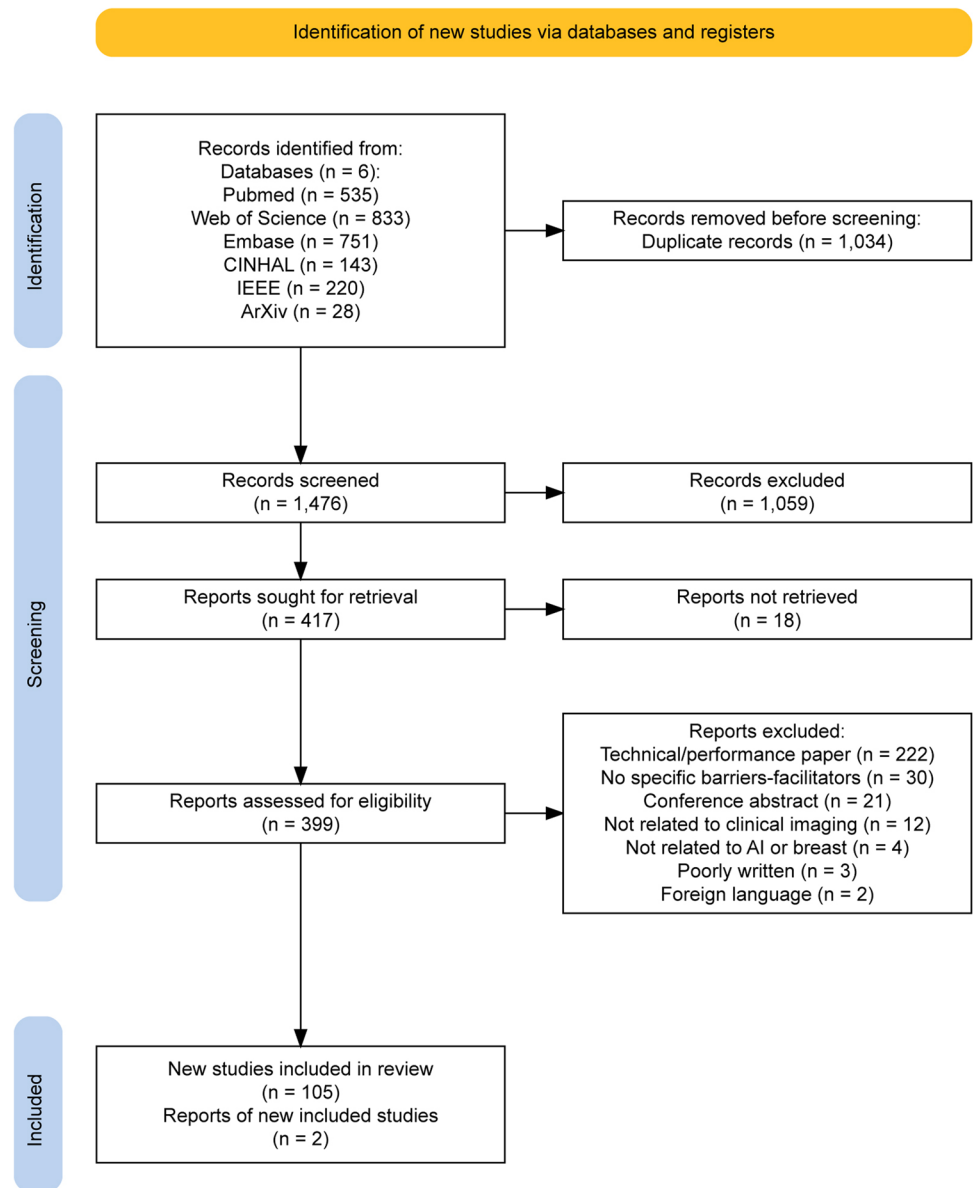 Identification of new studies via databases and registers
Identification
Records identified from:
Databases (n = 6):
Pubmed (n = 535)
Web of Science (n = 833)
Embase (n = 751)
CINHAL (n = 143)
IEEE (n = 220)
ArXiv (n = 28)
Records removed before screening:
Duplicate records (n = 1,034)
Screening
Records screened
(n = 1,476)
Records excluded
(n = 1,059)
Reports sought for retrieval
(n = 417)
Reports not retrieved
(n = 18)
Reports assessed for eligibility
(n = 399)
Reports excluded:
Technical/performance paper (n = 222)
No specific barriers-facilitators (n = 30)
Conference abstract (n = 21)
Not related to clinical imaging (n = 12)
Not related to AI or breast (n = 4)
Poorly written (n = 3)
Foreign language (n = 2)
Included
New studies included in review
(n = 105)
Reports of new included studies
(n = 2)